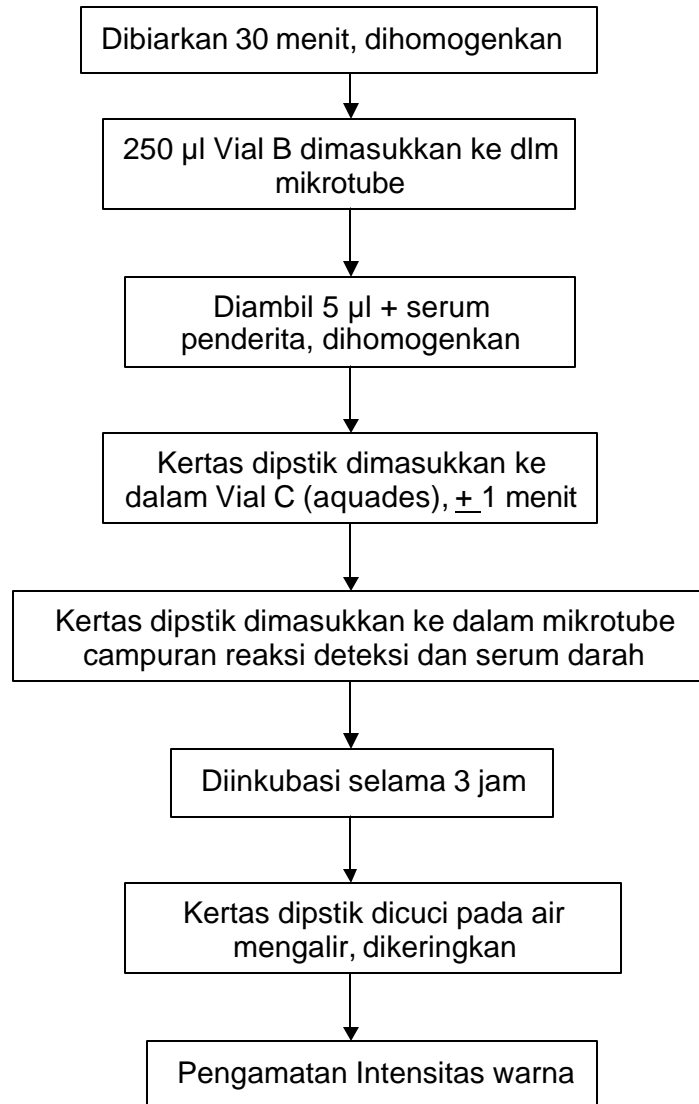 Dibiarkan 30 menit, dihomogenkan
250 µl Vial B dimasukkan ke dlm
mikrotube
Diambil 5 µl + serum
penderita, dihomogenkan
Kertas dipstik dimasukkan ke
dalam Vial C (aquades), + 1 menit
Kertas dipstik dimasukkan ke dalam mikrotube
campuran reaksi deteksi dan serum darah
Diinkubasi selama 3 jam
Kertas dipstik dicuci pada air
mengalir, dikeringkan
Pengamatan Intensitas warna